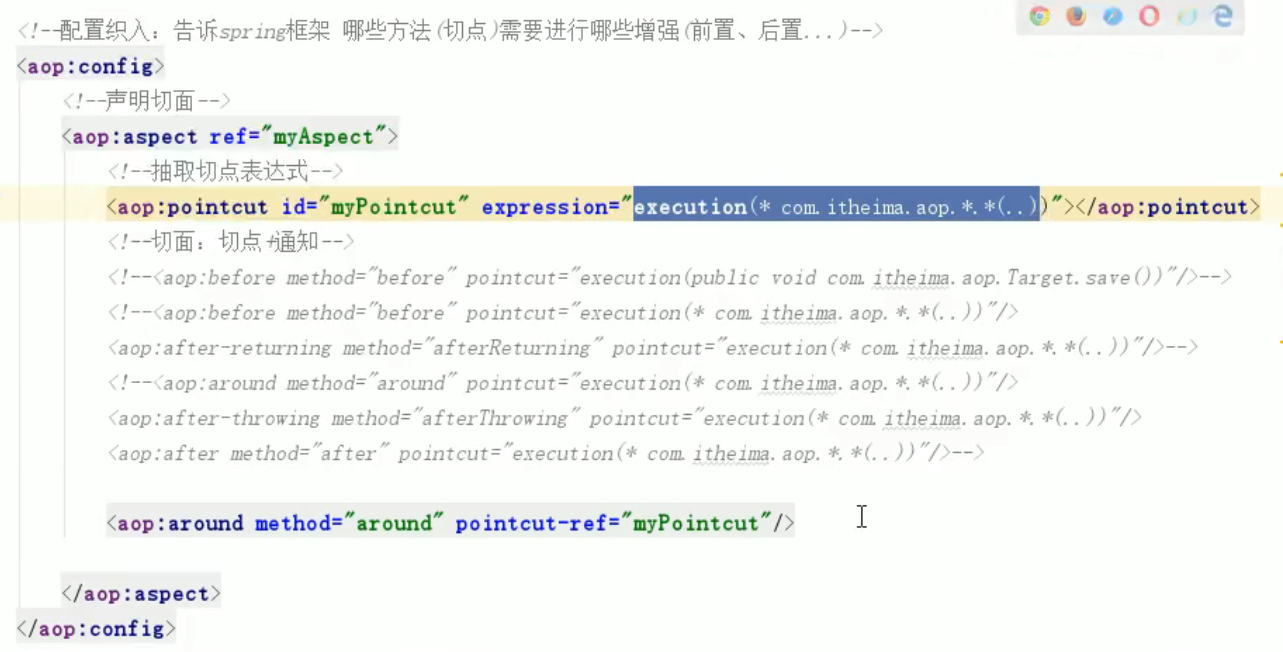 <!--配置织入：告诉spring框架 哪些方法(切点)需要进行哪些增强(前置、后置...)-->
<aop:config>
<!--声明切面-->
<aop:aspect ref="myAspect">
<!--抽取切点表达式-->
<aop:pointcut id="myPointcut" expression="execution(* com.itheima.aop.*.*(..))"></aop:pointcut>
<!--切面：切点+通知-->
<!--<aop:before method="before" pointcut="execution(public void com.itheima.aop.Target.save())"/>-->
<!--<aop:before method="before" pointcut="execution(* com.itheima.aop.*.*(..))"/>
<aop:after-returning method="afterReturning" pointcut="execution(* com.itheima.aop.*.*(..))"/>-->
<!--<aop:around method="around" pointcut="execution(* com.itheima.aop.*.*(..))"/>
<aop:after-throwing method="afterThrowing" pointcut="execution(* com.itheima.aop.*.*(..))"/>
<aop:after method="after" pointcut="execution(* com.itheima.aop.*.*(..))"/>-->
<aop:around method="around" pointcut-ref="myPointcut"/>
</aop:aspect>
</aop:config>